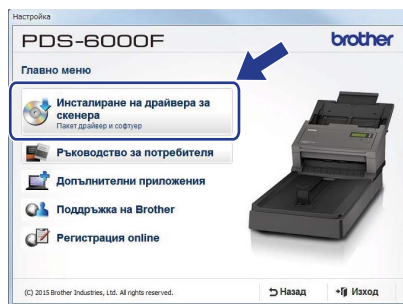 Настройка
PDS-6000F
brother
Главно меню
Инсталиране на драйвера за
скенера
Пакет драйвер и софтуер
Ръководство за потребителя
Допълнителни приложения
Поддръжка на Brother
Регистрация online
(C) 2015 Brother Industries, Ltd. All rights reserved.
Назад
Изход